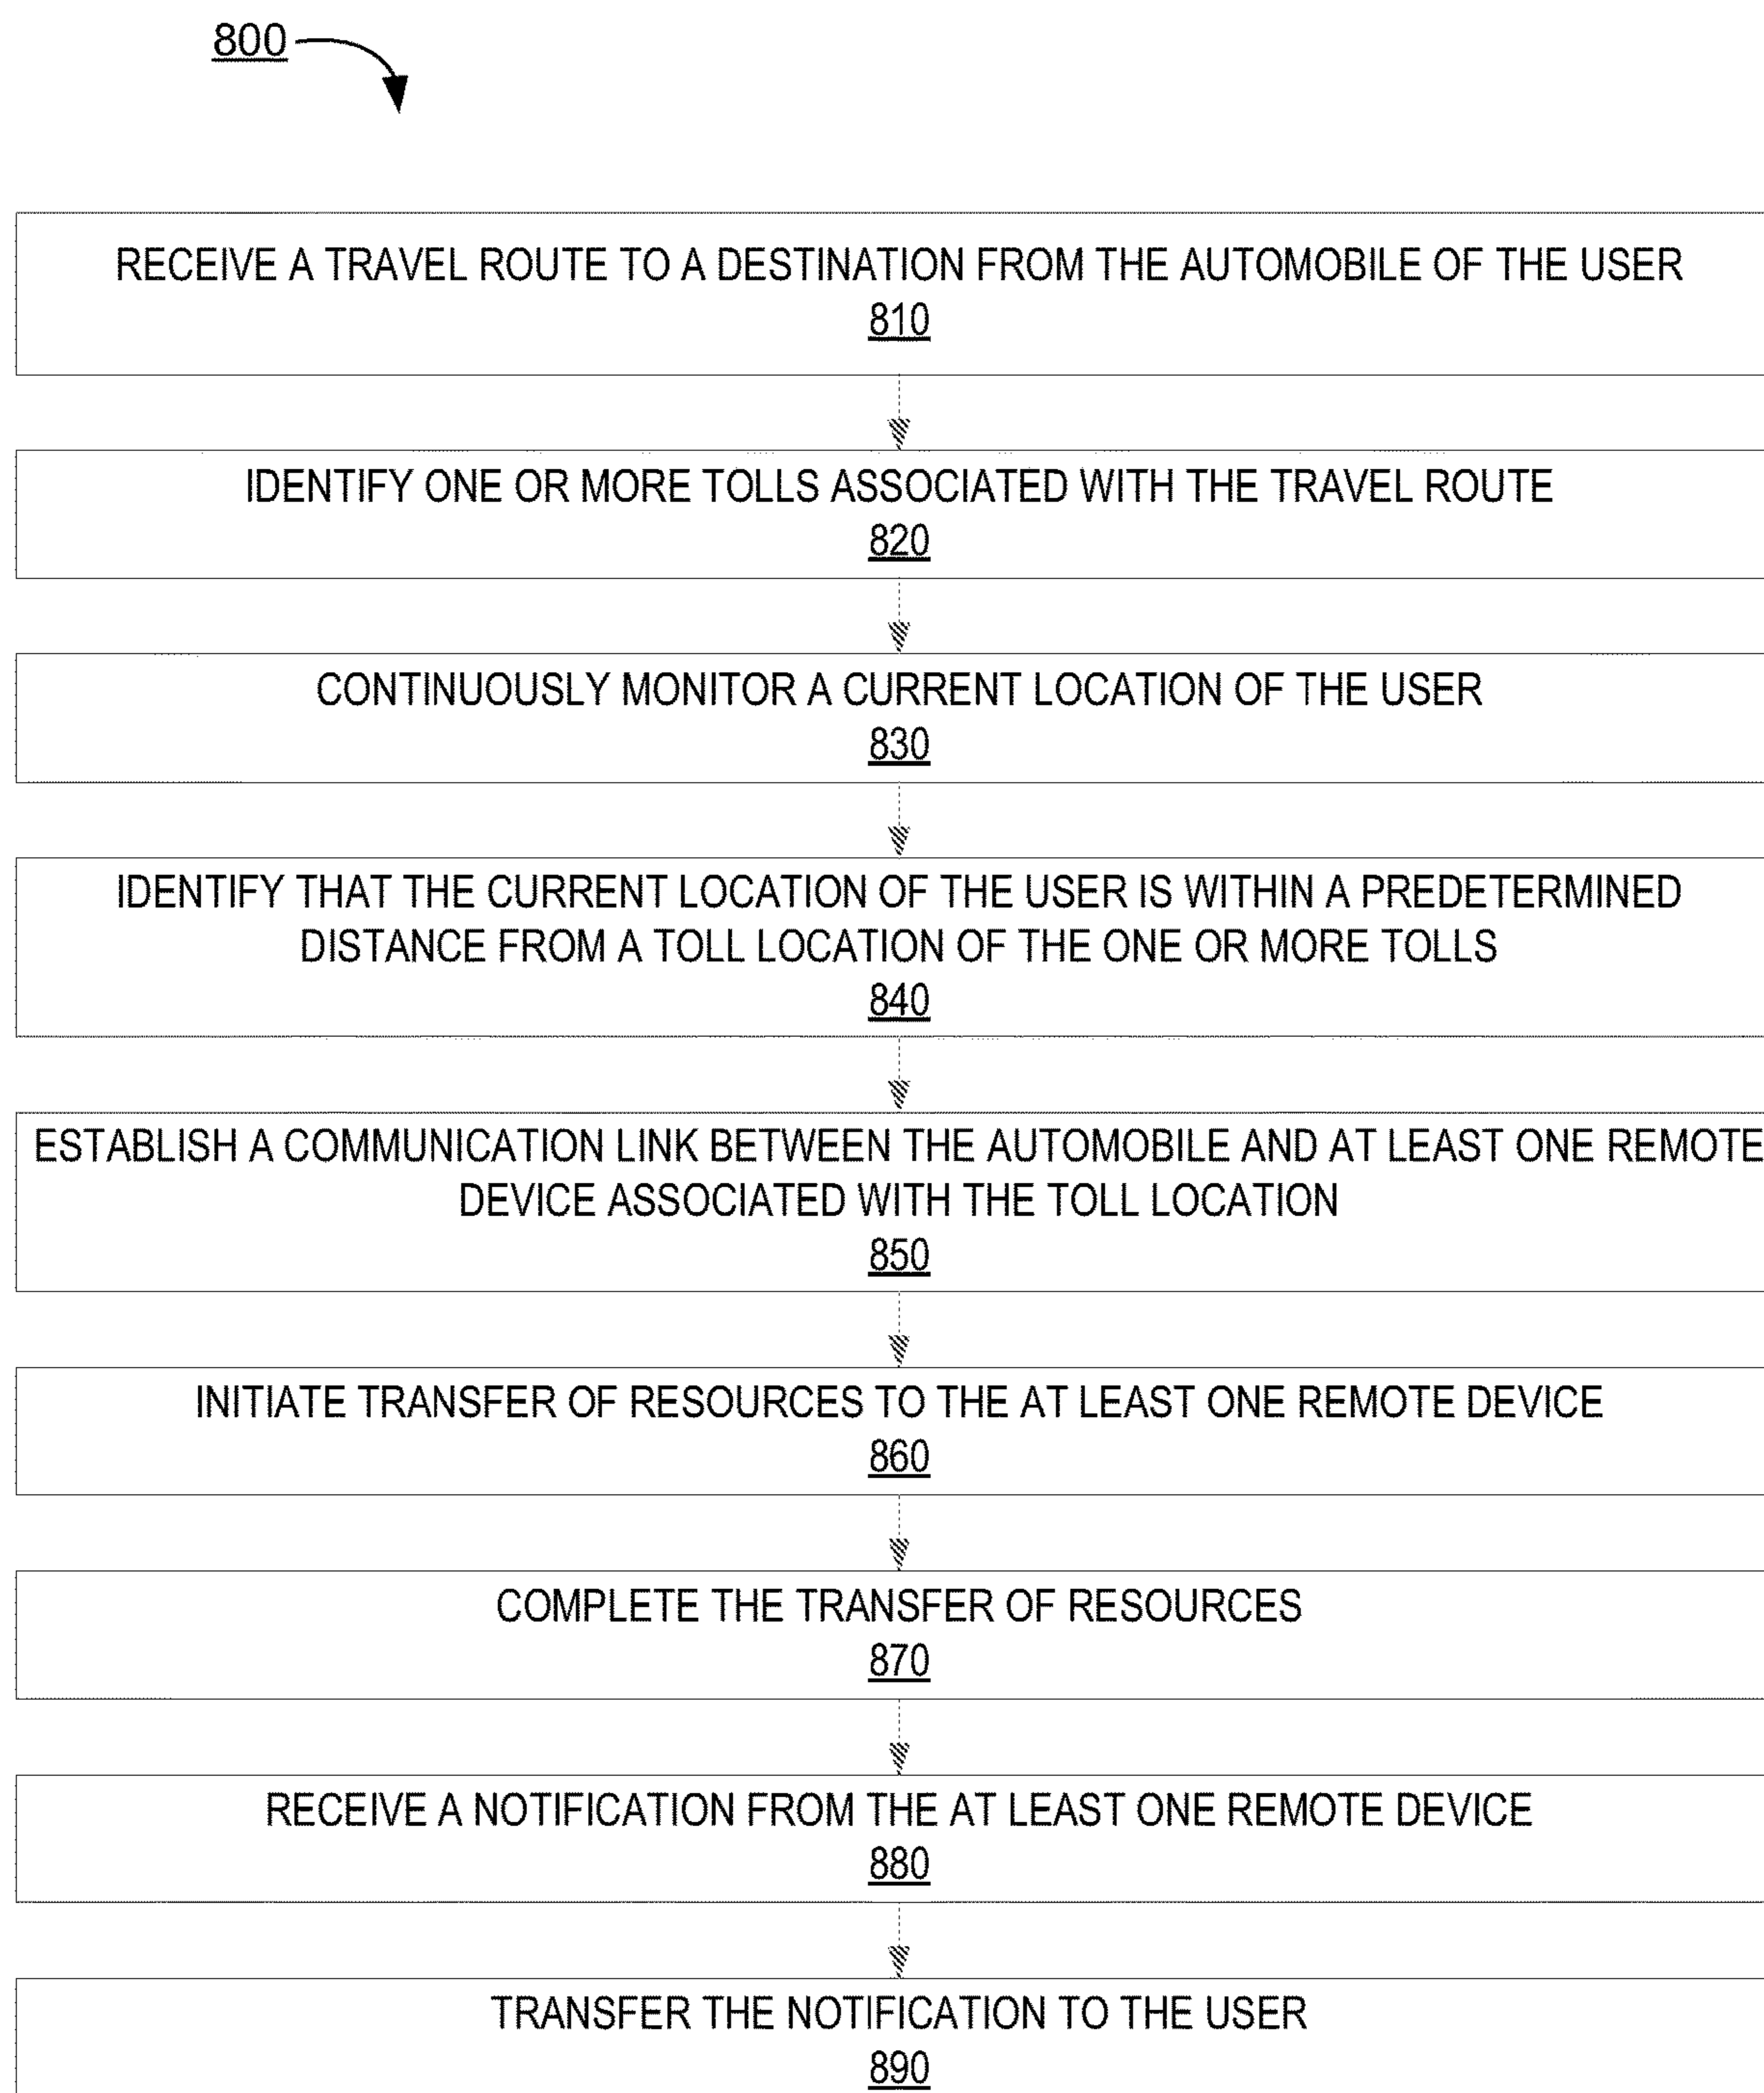 800
RECEIVE A TRAVEL ROUTE TO A DESTINATION FROM THE AUTOMOBILE OF THE USER
810
IDENTIFY ONE OR MORE TOLLS ASSOCIATED WITH THE TRAVEL ROUTE
820
CONTINUOUSLY MONITOR A CURRENT LOCATION OF THE USER
830
IDENTIFY THAT THE CURRENT LOCATION OF THE USER IS WITHIN A PREDETERMINED
DISTANCE FROM A TOLL LOCATION OF THE ONE OR MORE TOLLS
840
ESTABLISH A COMMUNICATION LINK BETWEEN THE AUTOMOBILE AND AT LEAST ONE REMOTE
DEVICE ASSOCIATED WITH THE TOLL LOCATION
850
INITIATE TRANSFER OF RESOURCES TO THE AT LEAST ONE REMOTE DEVICE
860
COMPLETE THE TRANSFER OF RESOURCES
870
RECEIVE A NOTIFICATION FROM THE AT LEAST ONE REMOTE DEVICE
880
TRANSFER THE NOTIFICATION TO THE USER
890